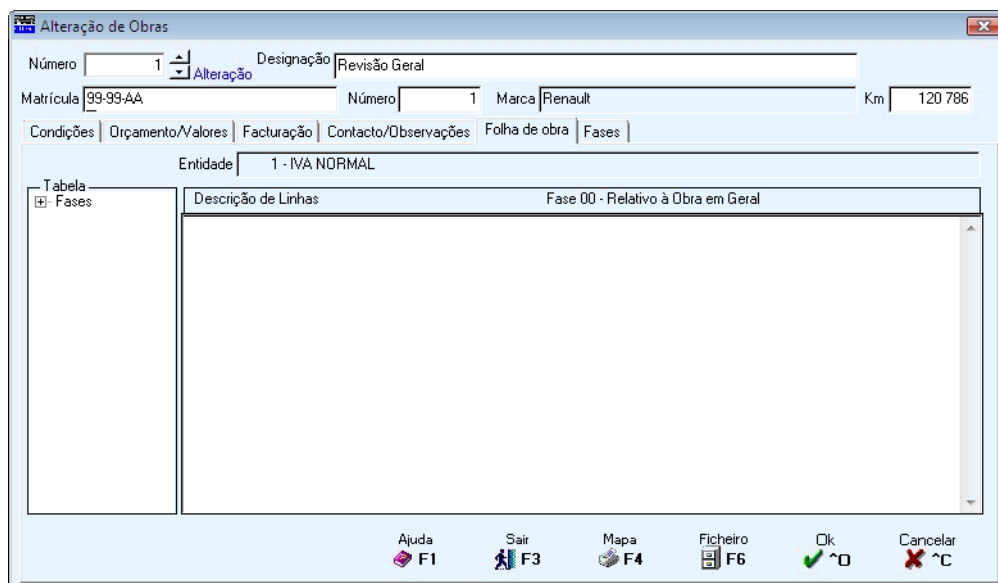 Alteração de Obras
Número 1 Alteração Designação Revisão Geral
Matrícula 99-99-AA Número 1 Marca Renault Km 120 786
Condições Orçamento/Valores Facturação Contacto/Observações Folha de obra Fases
Entidade 1 - IVA NORMAL
Tabela
Fases
Descrição de Linhas Fase 00 - Relativo à Obra em Geral
Ajuda Sair Mapa Ficheiro Ok Cancelar
F1 F3 F4 F6 ^O ^C